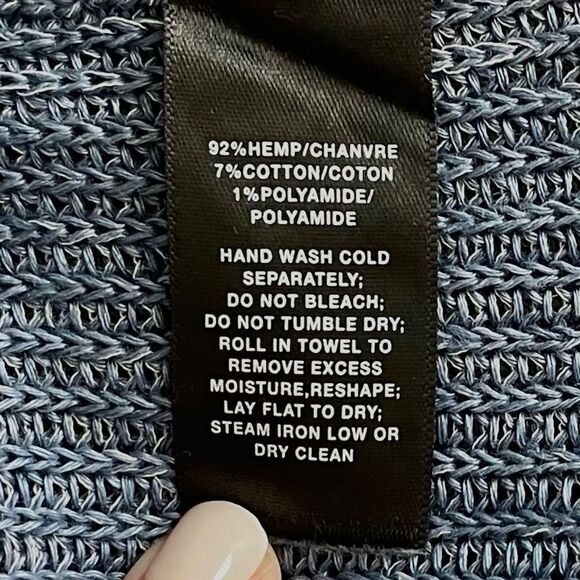 92%HEMP/CHANVRE
7%COTTON/COTON
1%POLYAMIDE/
POLYAMIDE
HAND WASH COLD
SEPARATELY;
DO NOT BLEACH;
DO NOT TUMBLE DRY;
ROLL IN TOWEL TO
REMOVE EXCESS
MOISTURE,RESHAPE;
LAY FLAT TO DRY;
STEAM IRON LOW OR
DRY CLEAN